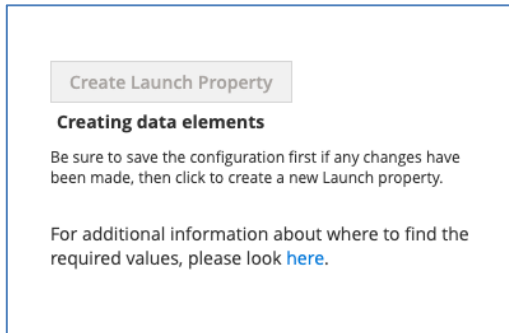 Create Launch Property
Creating data elements
Be sure to save the configuration first if any changes have
been made, then click to create a new Launch property.
For additional information about where to find the
required values, please look here.